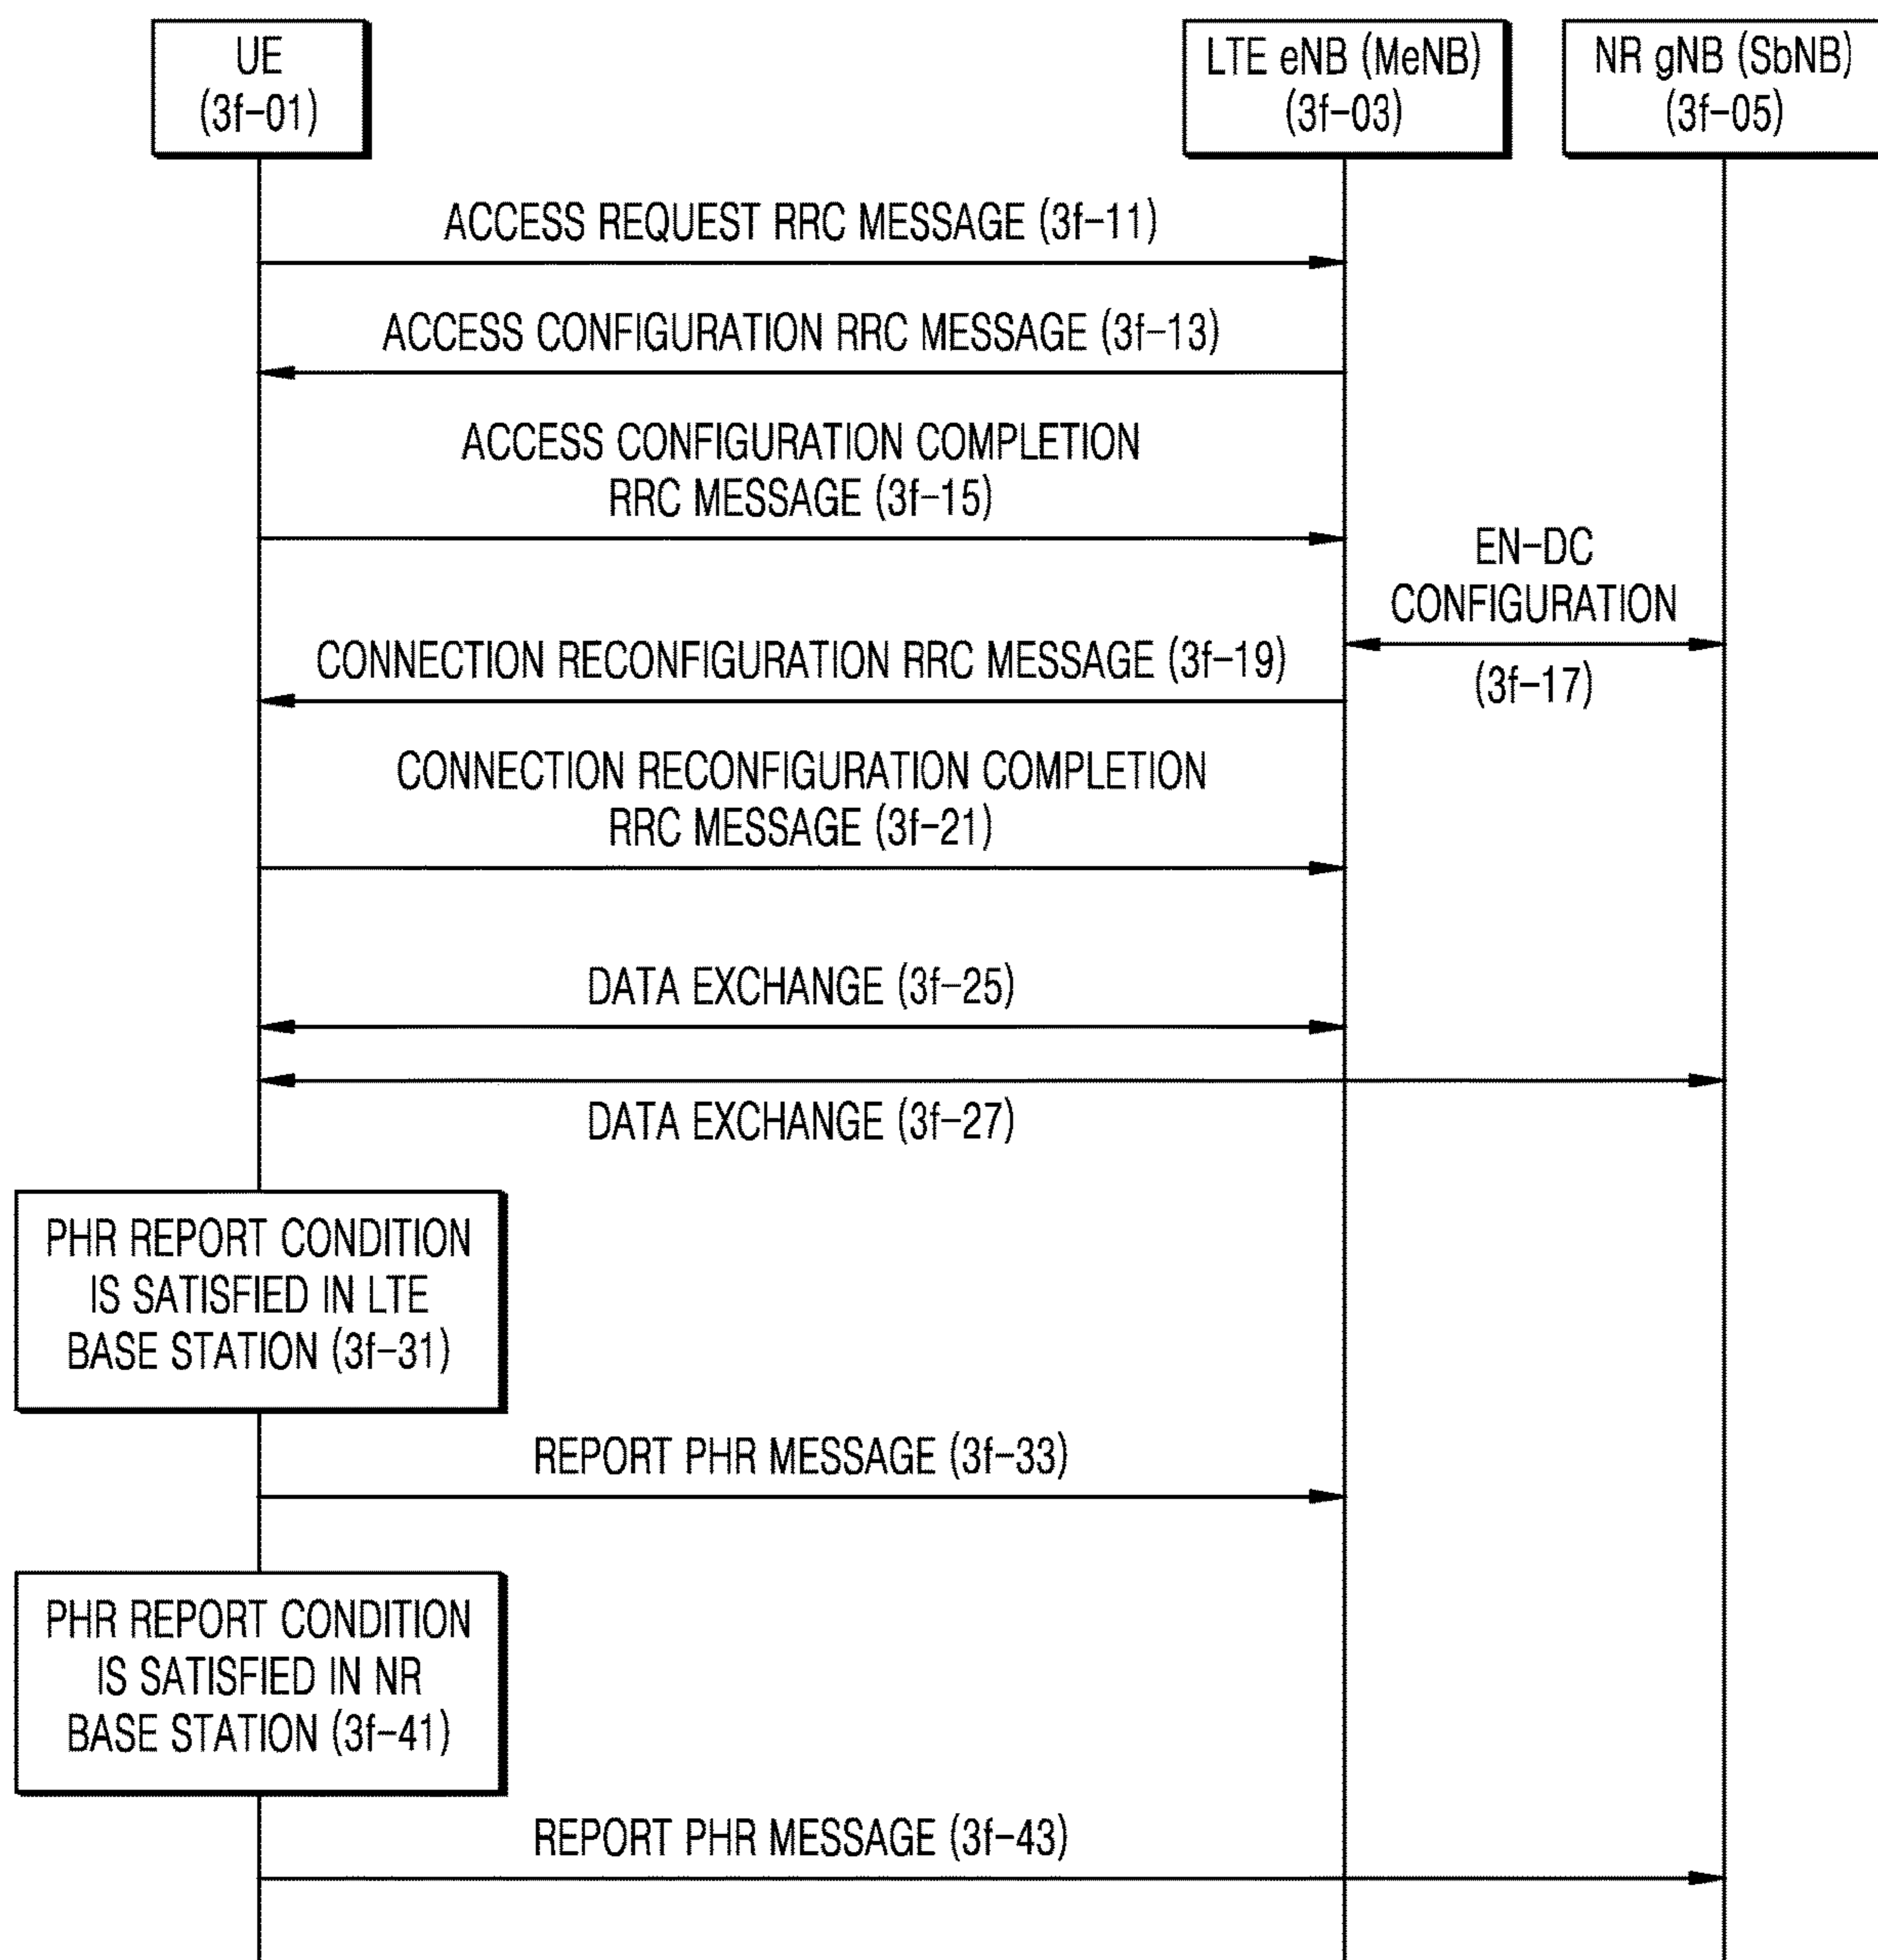 UE
(3f-01)
LTE eNB (MeNB)
(3f-03)
NR gNB (SbNB)
(3f-05)
ACCESS REQUEST RRC MESSAGE (3f-11)
ACCESS CONFIGURATION RRC MESSAGE (3f-13)
ACCESS CONFIGURATION COMPLETION
RRC MESSAGE (3f-15)
EN-DC
CONFIGURATION
(3f-17)
CONNECTION RECONFIGURATION RRC MESSAGE (3f-19)
CONNECTION RECONFIGURATION COMPLETION
RRC MESSAGE (3f-21)
DATA EXCHANGE (3f-25)
DATA EXCHANGE (3f-27)
PHR REPORT CONDITION
IS SATISFIED IN LTE
BASE STATION (3f-31)
REPORT PHR MESSAGE (3f-33)
PHR REPORT CONDITION
IS SATISFIED IN NR
BASE STATION (3f-41)
REPORT PHR MESSAGE (3f-43)